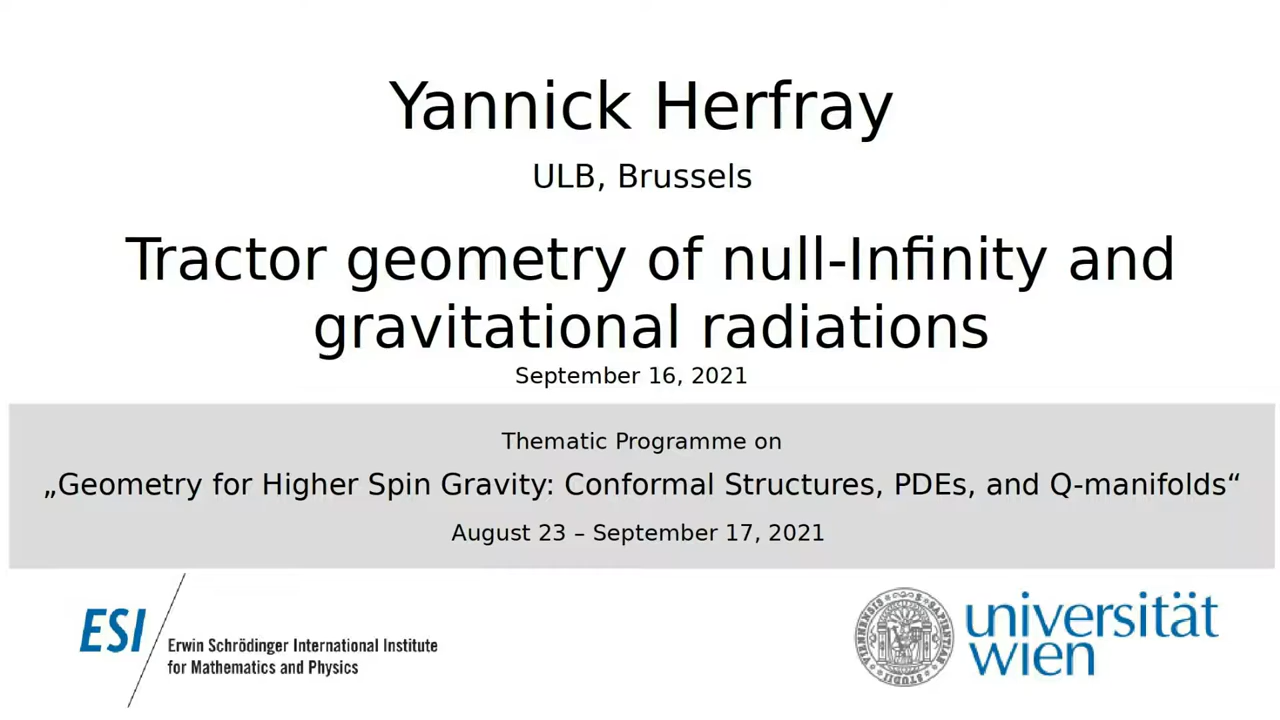 Yannick Herfray
ULB, Brussels
Tractor geometry of null-Infinity and
gravitational radiations
September 16, 2021
Thematic Programme on
„Geometry for Higher Spin Gravity: Conformal Structures, PDEs, and Q-manifolds“
August 23 – September 17, 2021
ESI
Erwin Schrödinger International Institute
for Mathematics and Physics
universität
wien